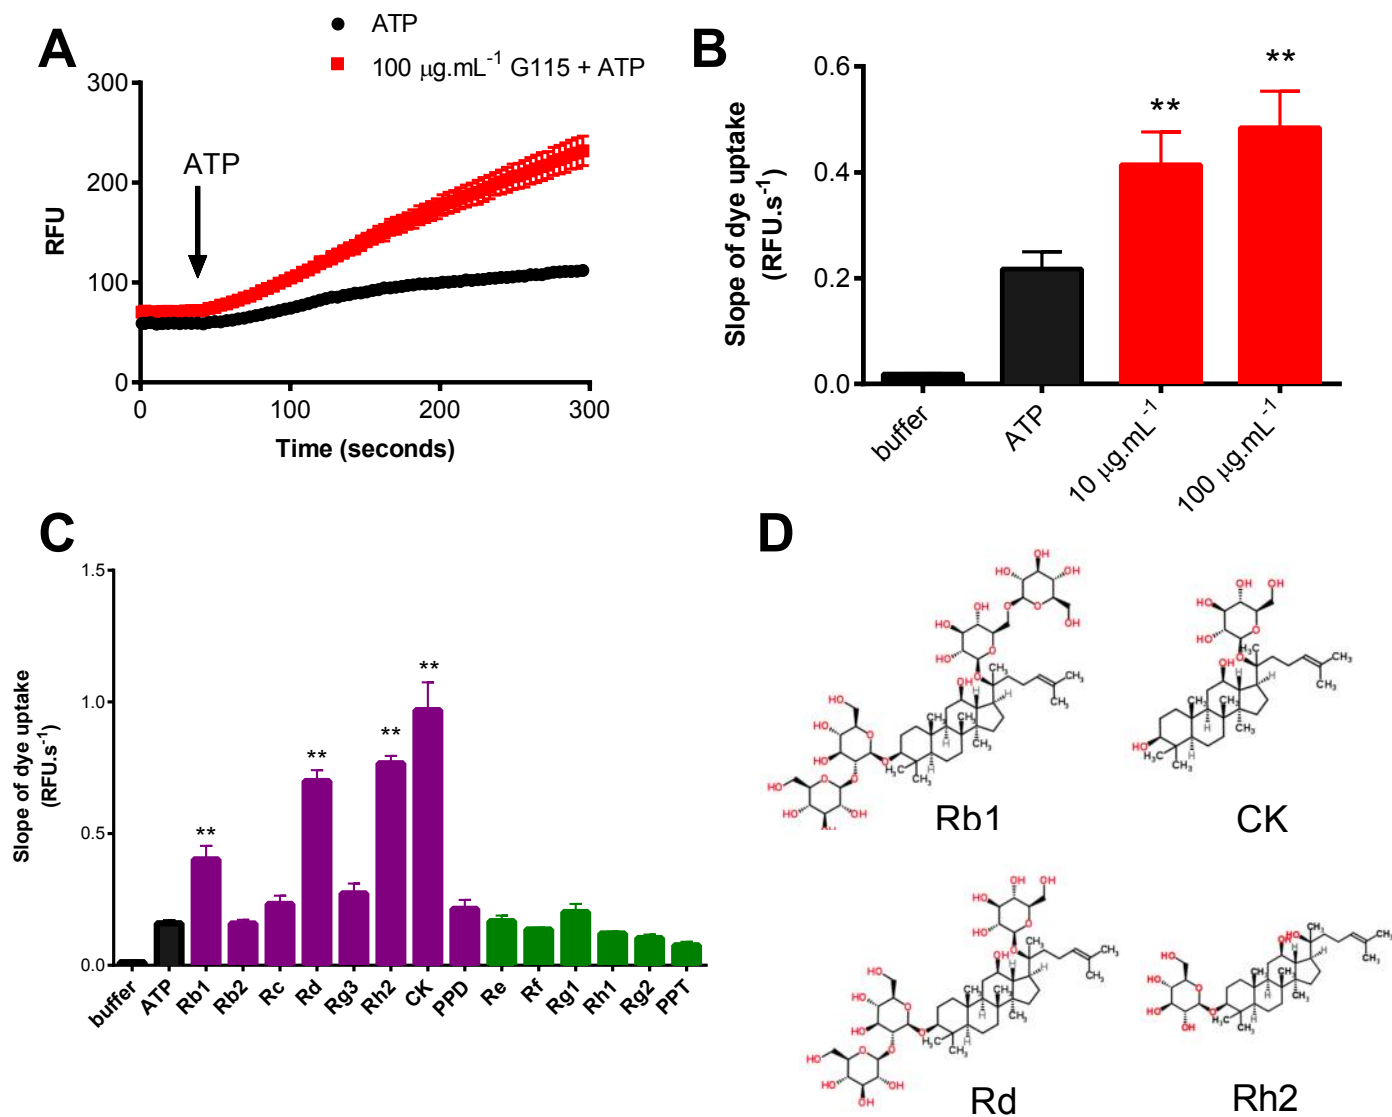 A
ATP
100 µg.mL⁻¹ G115 + ATP
300
200
100
0
RFU
ATP
0
100
200
300
Time (seconds)
B
0.6
0.4
0.2
0.0
Slope of dye uptake
(RFU.s⁻¹)
**
**
buffer
ATP
10 µg.mL⁻¹
100 µg.mL⁻¹
C
1.5
1.0
0.5
0.0
Slope of dye uptake
(RFU.s⁻¹)
**
**
**
**
buffer
ATP
Rb1
Rb2
Rc
Rd
Rg3
Rh2
CK
PPD
Re
Rf
Rg1
Rh1
Rg2
PPT
D
Rb1
CK
Rd
Rh2